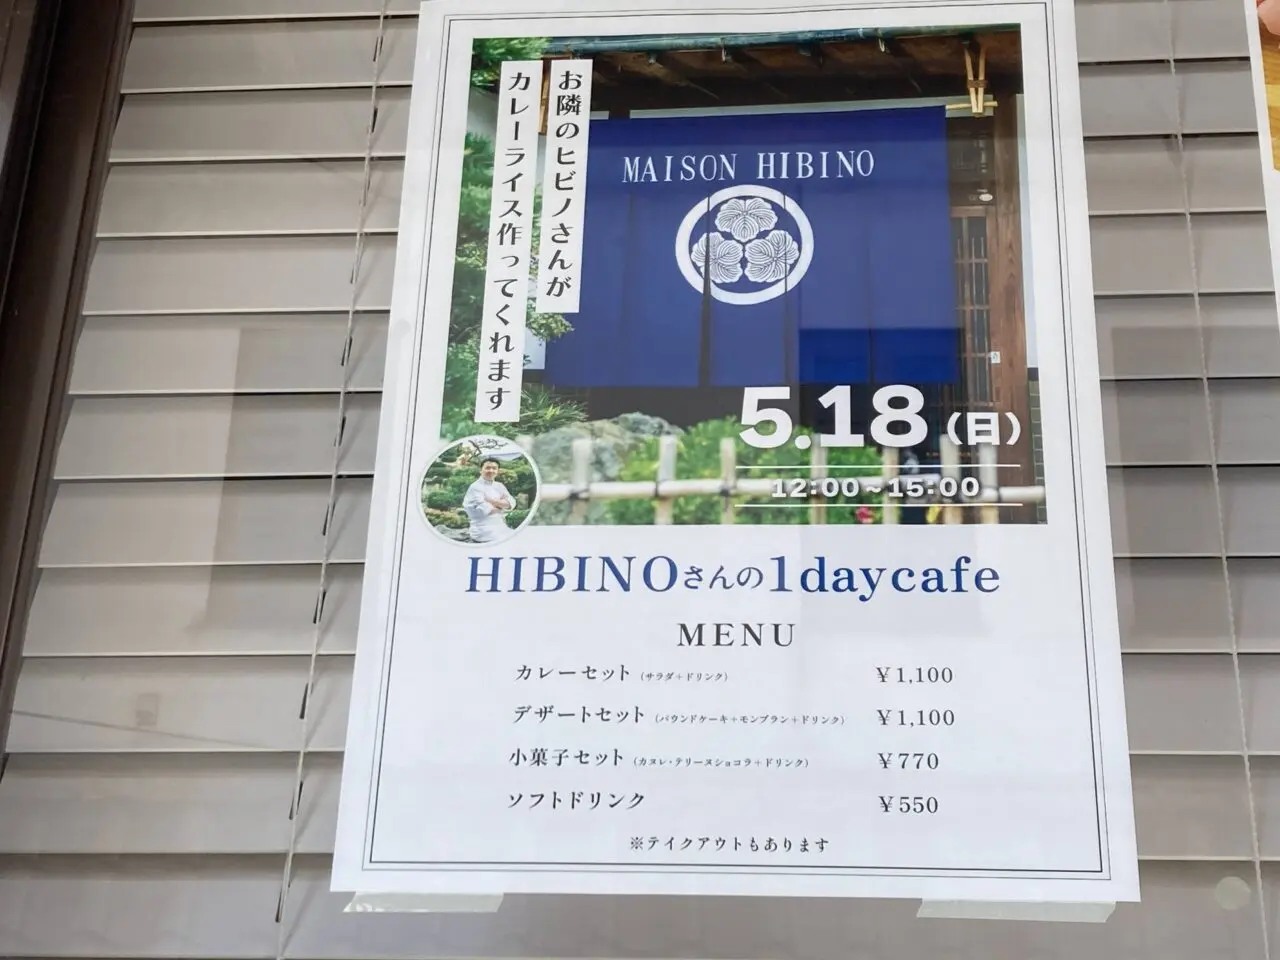 お隣のヒビノさんが
カレーライス作ってくれます
MAISON HIBINO
5.18(日)
12:00~15:00
HIBINOさんの1daycafe
MENU
カレーセット (サラダ+ドリンク) ¥1,100
デザートセット (パウンドケーキ+モンブラン+ドリンク) ¥1,100
小菓子セット (カヌレ・テリーヌショコラ+ドリンク) ¥770
ソフトドリンク ¥550
※テイクアウトもあります